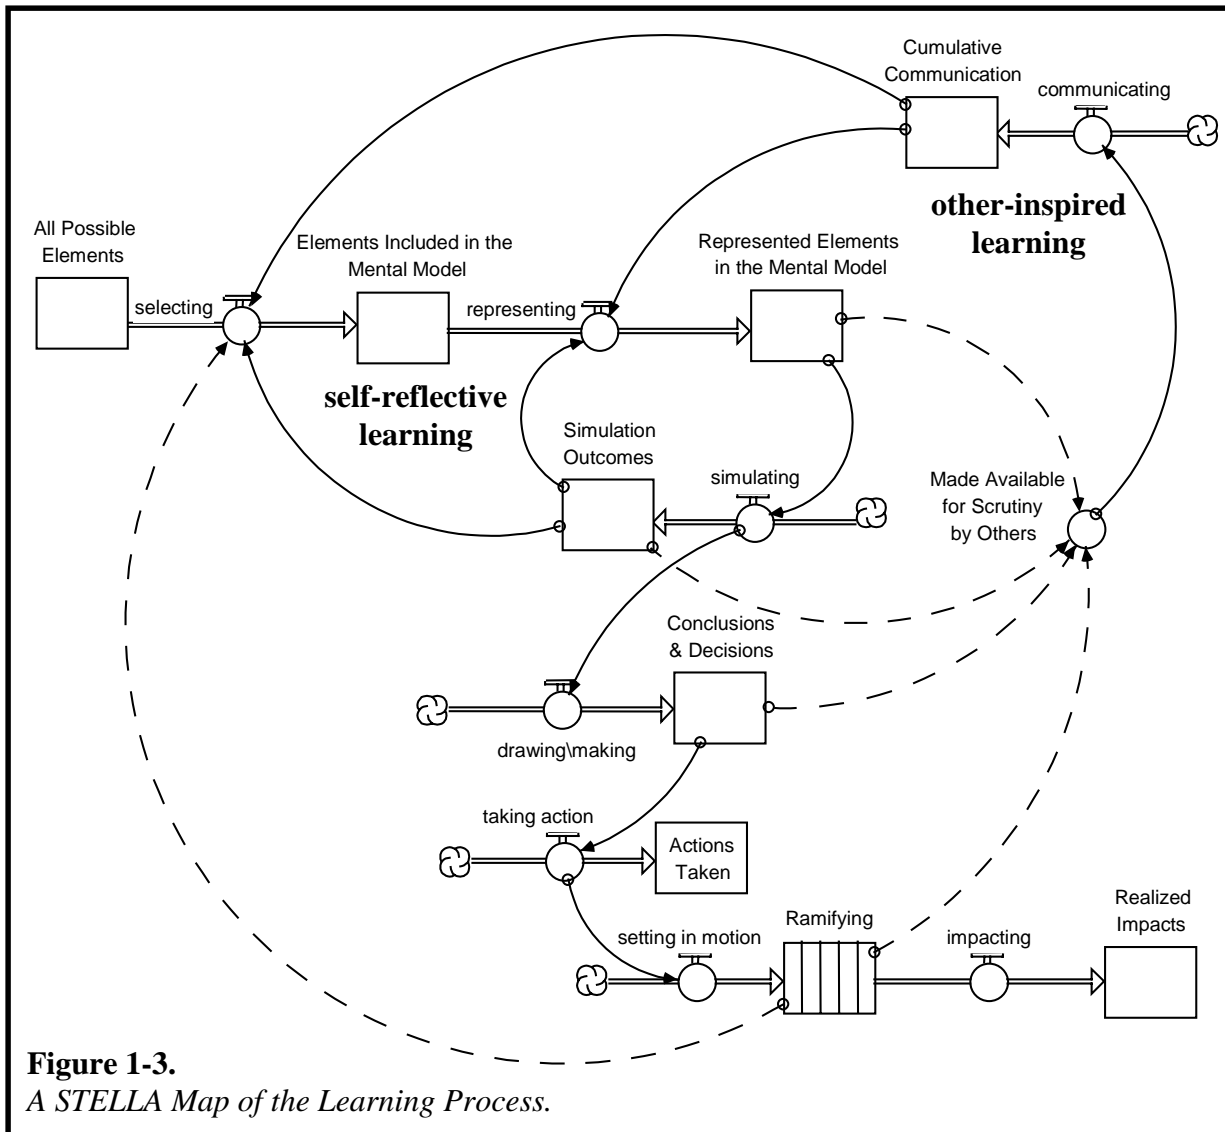 Cumulative
Communication
communicating
other-inspired
learning
All Possible
Elements
selecting
Elements Included in the
Mental Model
representing
Represented Elements
in the Mental Model
self-reflective
learning
Simulation
Outcomes
simulating
Made Available
for Scrutiny
by Others
Conclusions
& Decisions
drawing\making
taking action
Actions
Taken
setting in motion
Ramifying
impacting
Realized
Impacts
Figure 1-3.
A STELLA Map of the Learning Process.